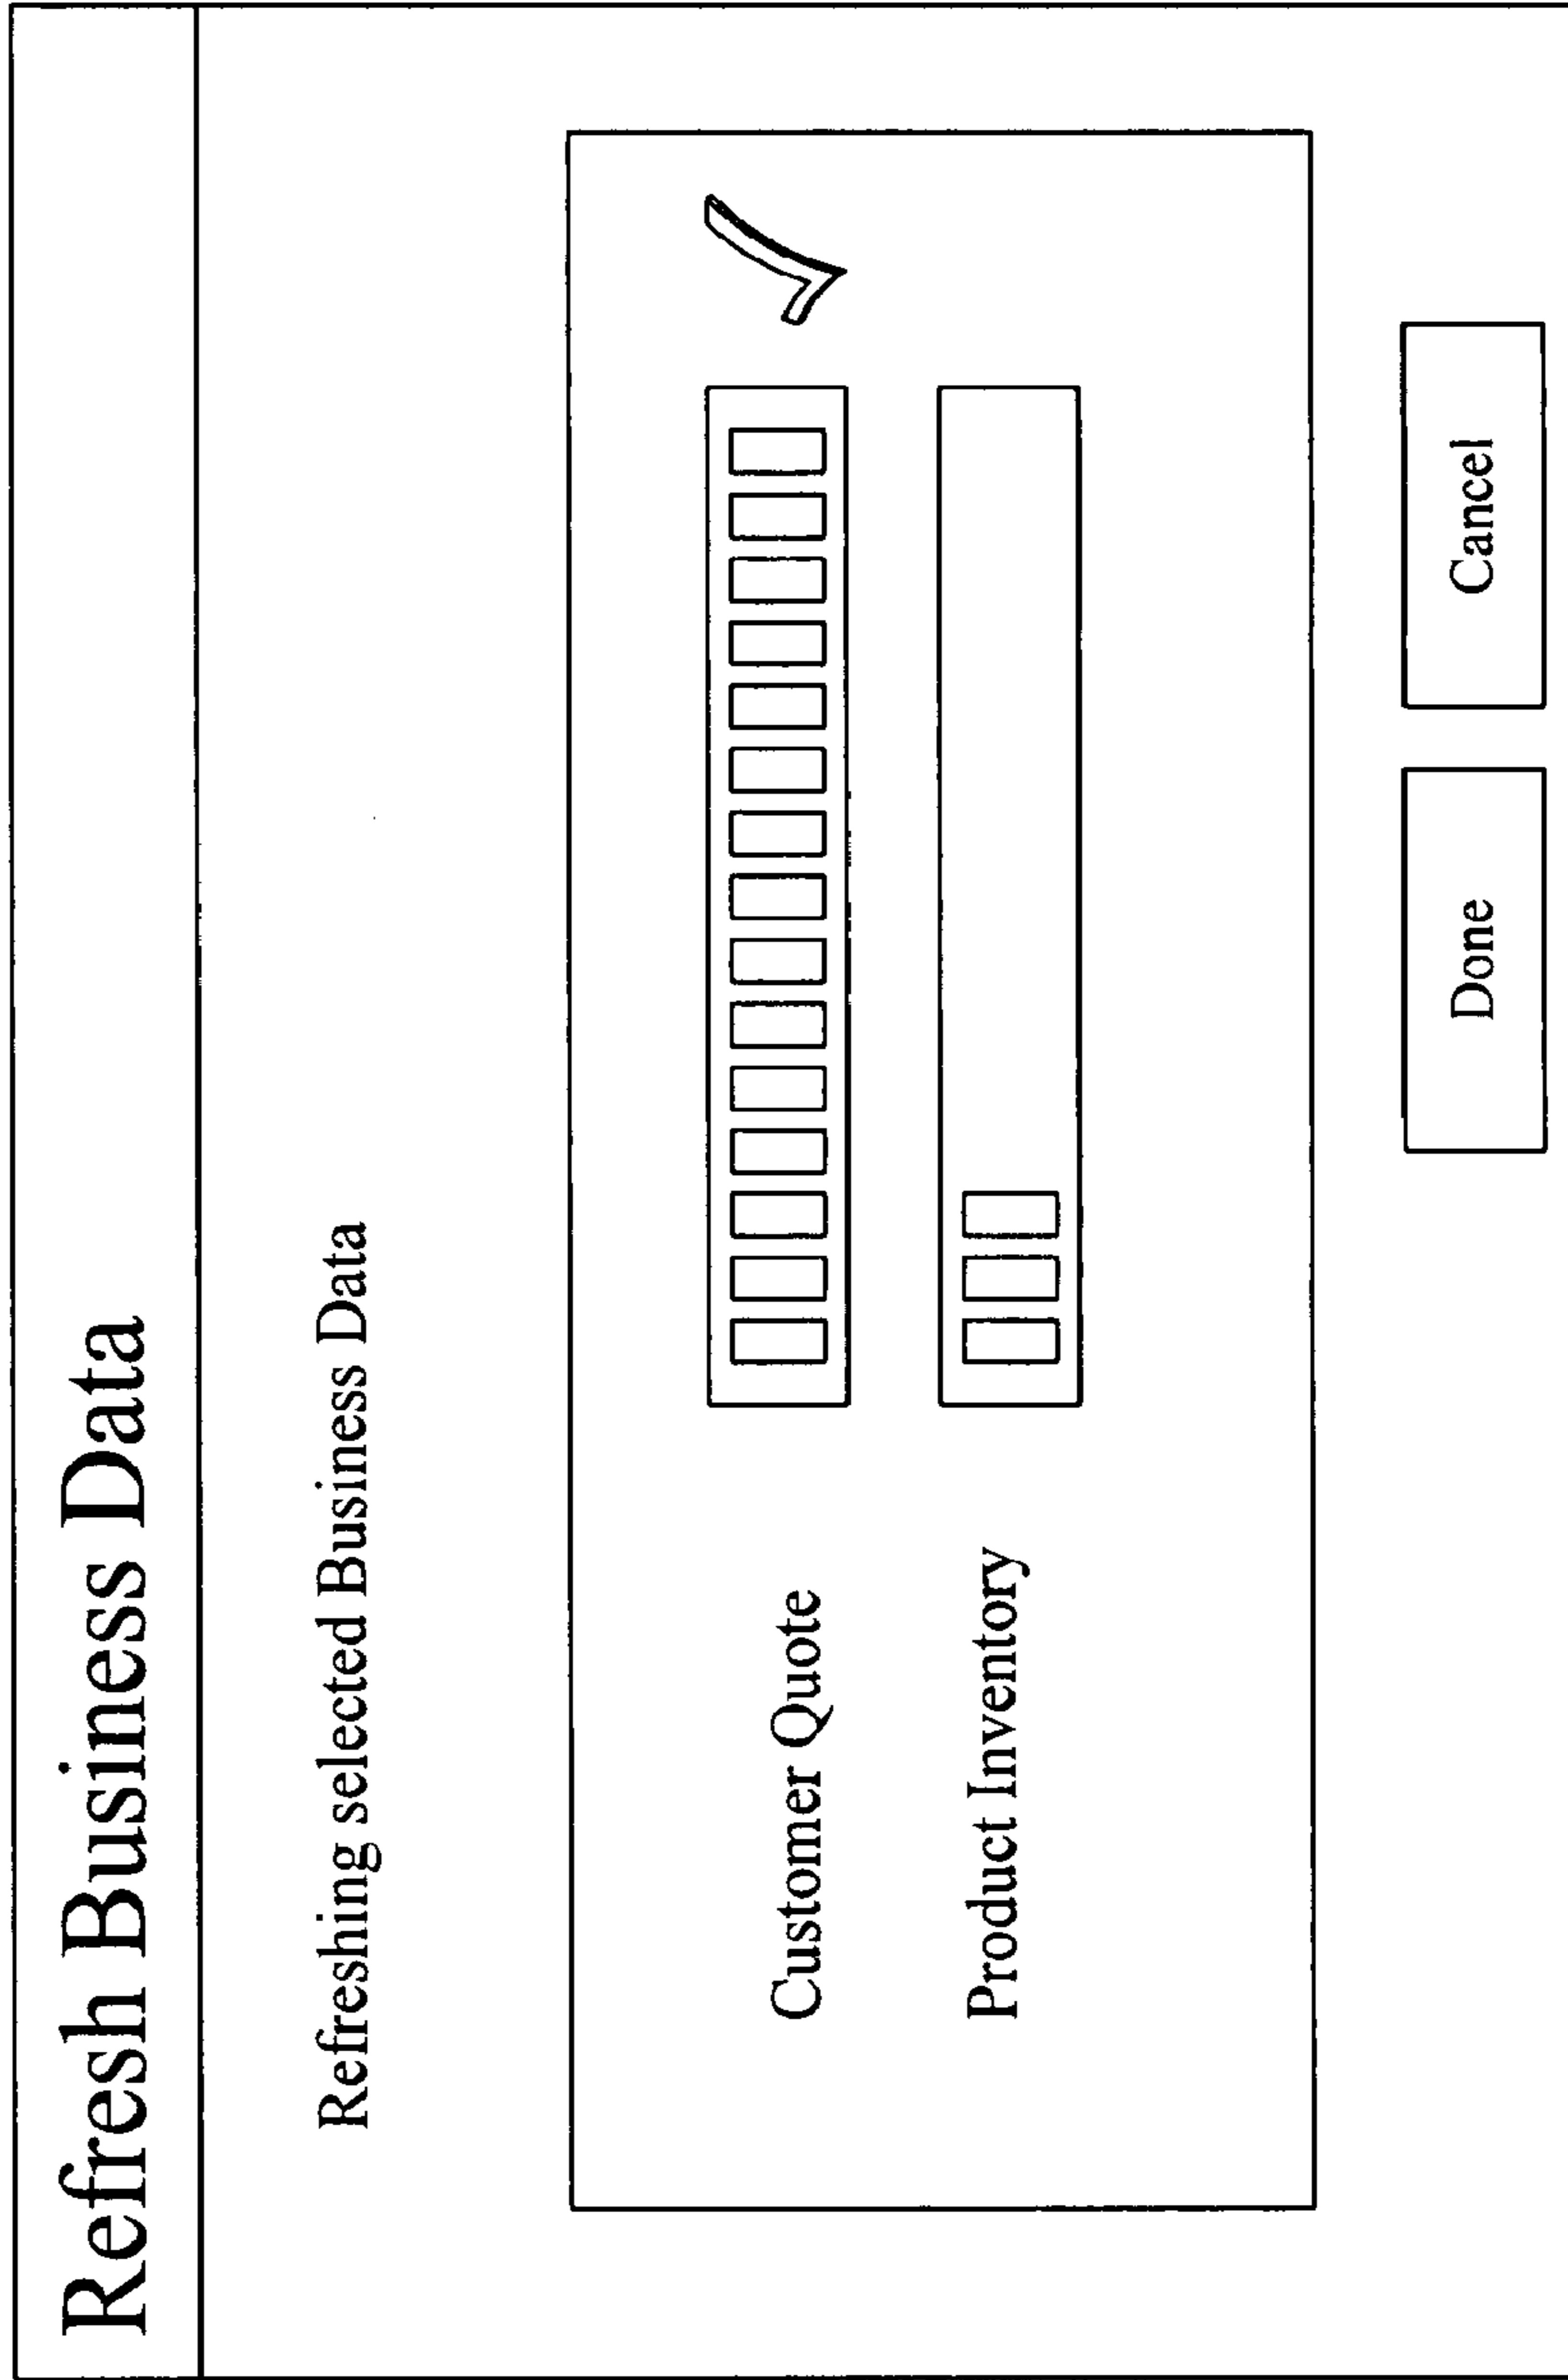 Refresh Business Data
Refreshing selected Business Data
Customer Quote
Product Inventory
Done
Cancel